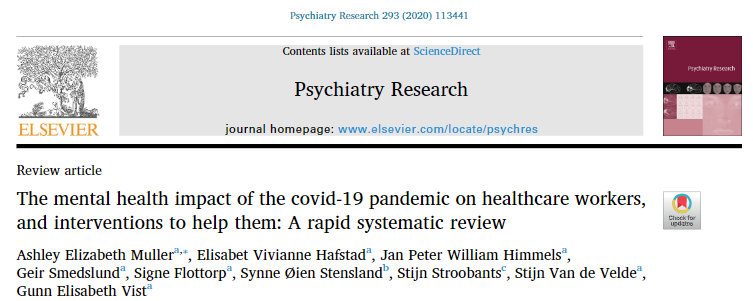 Psychiatry Research 293 (2020) 113441
Contents lists available at ScienceDirect
Psychiatry Research
journal homepage: www.elsevier.com/locate/psychres
ELSEVIER
Psychiatry Research
Review article
The mental health impact of the covid-19 pandemic on healthcare workers,
and interventions to help them: A rapid systematic review
Check for
updates
Ashley Elizabeth Mullerᵃ,*, Elisabet Vivianne Hafstadᵃ, Jan Peter William Himmelsᵃ,
Geir Smedslundᵃ, Signe Flottorpᵃ, Synne Øien Stenslandᵇ, Stijn Stroobantsᶜ, Stijn Van de Veldeᵃ,
Gunn Elisabeth Vistᵃ